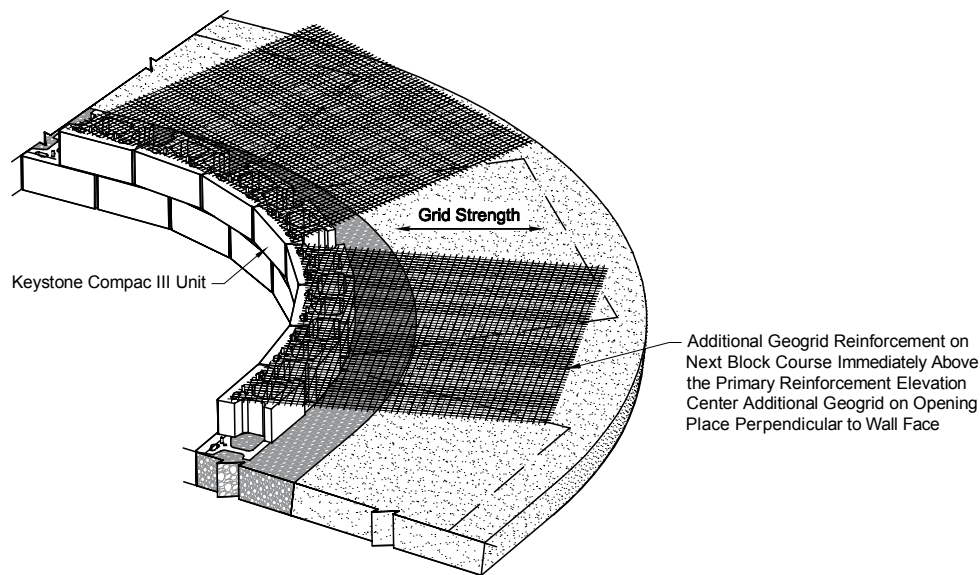 Grid Strength
Keystone Compac III Unit
Additional Geogrid Reinforcement on
Next Block Course Immediately Above
the Primary Reinforcement Elevation
Center Additional Geogrid on Opening
Place Perpendicular to Wall Face